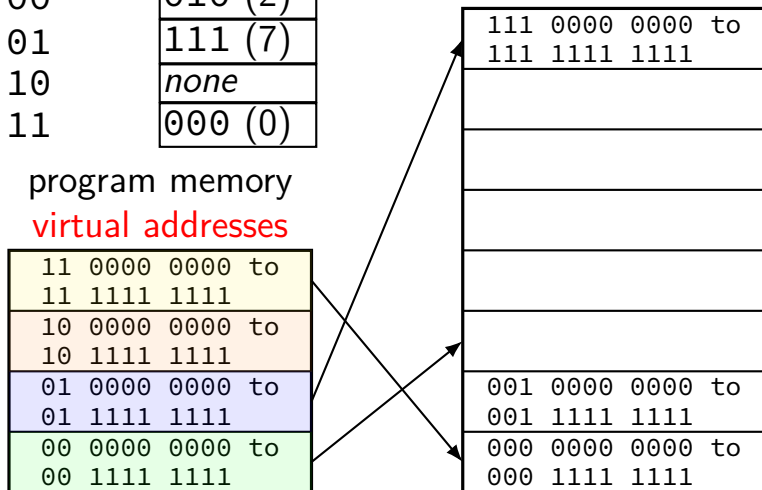 00 010 (2)
01 111 (7)
10 none
11 000 (0)
program memory
virtual addresses
11 0000 0000 to
11 1111 1111
10 0000 0000 to
10 1111 1111
01 0000 0000 to
01 1111 1111
00 0000 0000 to
00 1111 1111
111 0000 0000 to
111 1111 1111
001 0000 0000 to
001 1111 1111
000 0000 0000 to
000 1111 1111